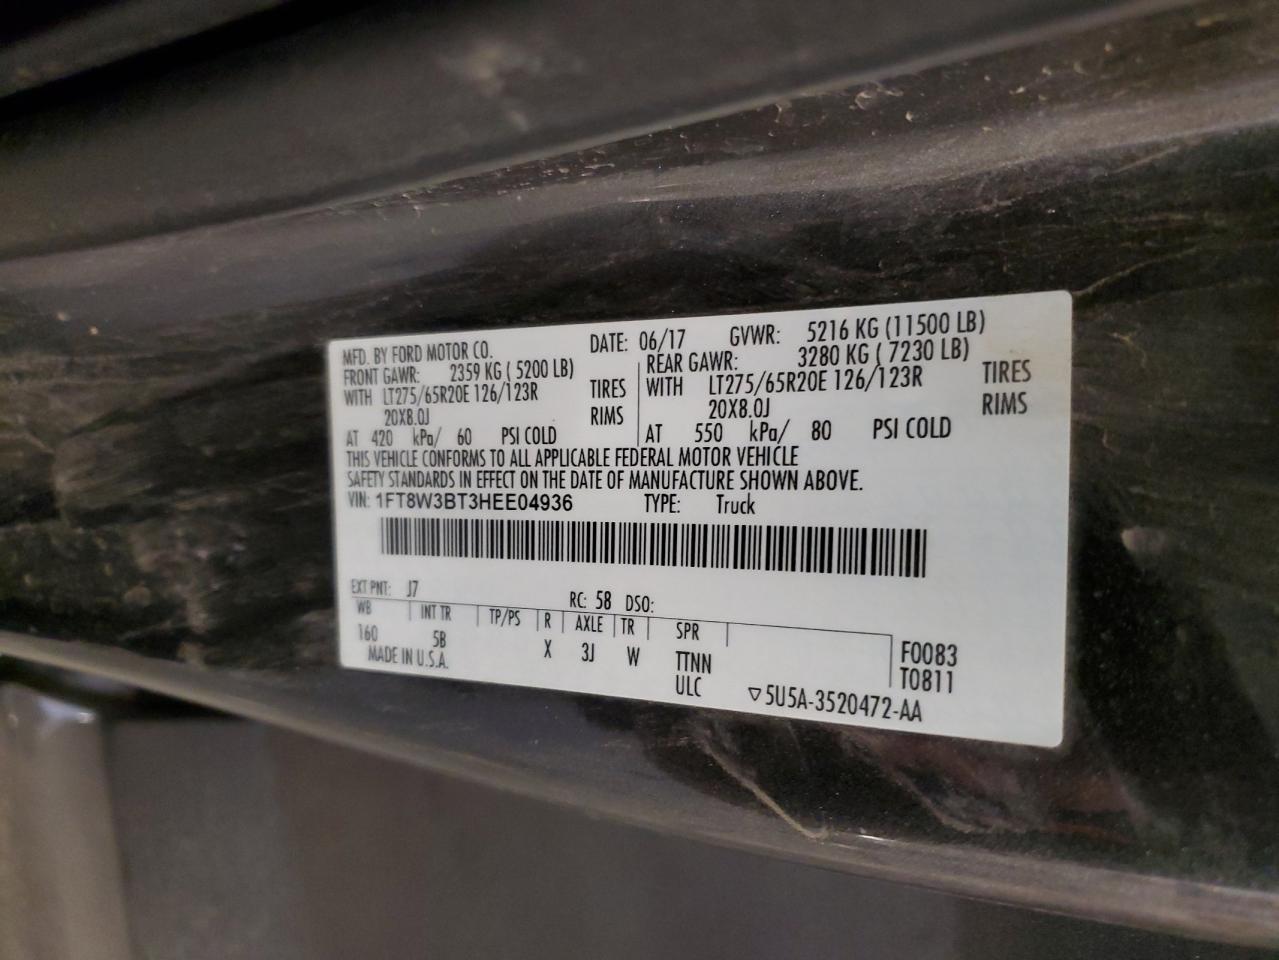 MFD. BY FORD MOTOR CO. DATE: 06/17 GVWR: 5216 KG (11500 LB)
FRONT GAWR: 2359 KG ( 5200 LB) REAR GAWR: 3280 KG ( 7230 LB)
WITH LT275/65R20E 126/123R TIRES WITH LT275/65R20E 126/123R TIRES
20X8.0J RIMS 20X8.0J RIMS
AT 420 kPa/ 60 PSI COLD AT 550 kPa/ 80 PSI COLD
THIS VEHICLE CONFORMS TO ALL APPLICABLE FEDERAL MOTOR VEHICLE
SAFETY STANDARDS IN EFFECT ON THE DATE OF MANUFACTURE SHOWN ABOVE.
VIN: 1FT8W3BT3HEE04936 TYPE: Truck
EXT PNT: J7 RC: 58 DSO:
WB INT TR TP/PS R AXLE TR SPR
160 5B X 3J W TTNN F0083
MADE IN U.S.A. ULC T0811
▽5U5A-3520472-AA